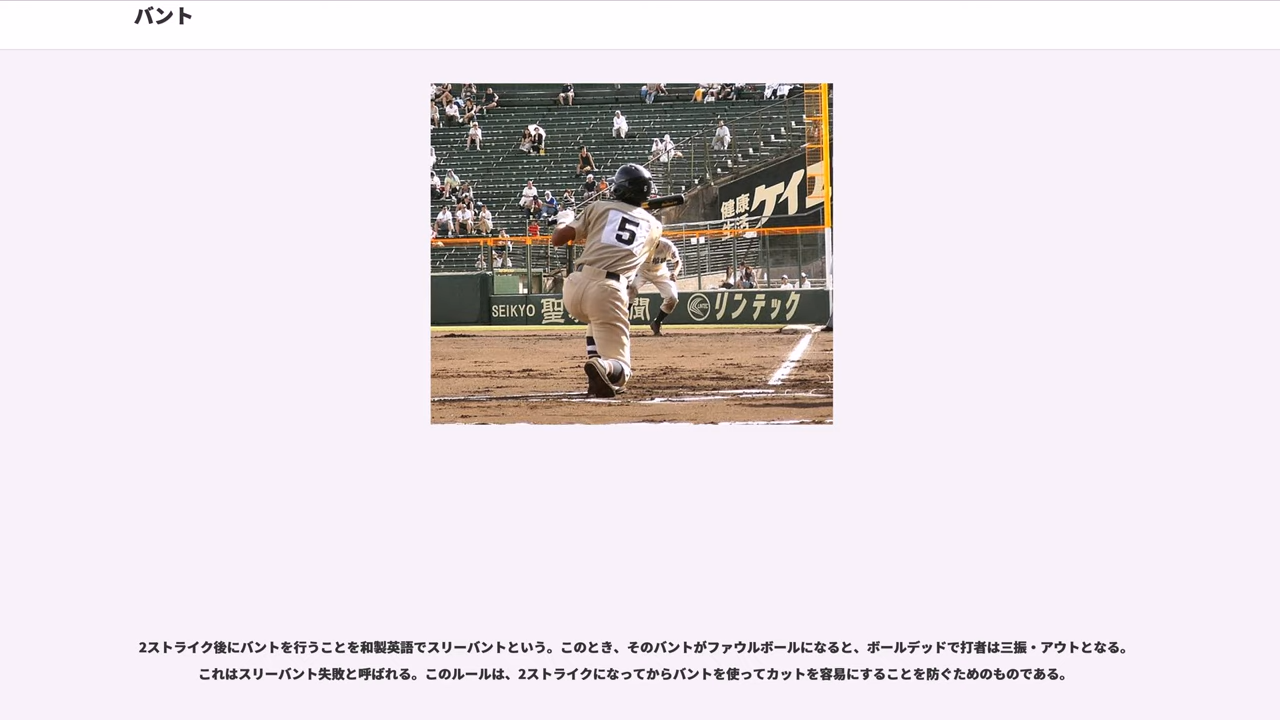 バント
健康
ケイ
5
SEIKYO 聖 聞
リンテック
2ストライク後にバントを行うことを和製英語でスリーバントという。このとき、そのバントがファウルボールになると、ボールデッドで打者は三振・アウトとなる。
これはスリーバント失敗と呼ばれる。このルールは、2ストライクになってからバントを使ってカットを容易にすることを防ぐためのものである。